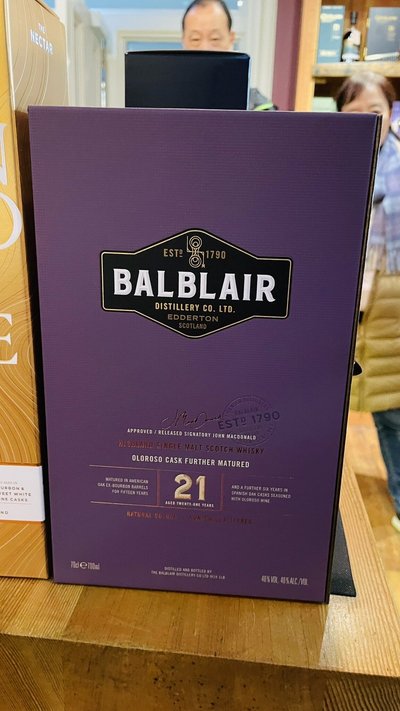 THE
NECTAR
ESTD 1790
BALBLAIR
DISTILLERY CO. LTD.
EDDERTON
SCOTLAND
BALBLAIR
ESTD 1790
APPROVED / RELEASED SIGNATORY JOHN MACDONALD
HIGHLAND SINGLE MALT SCOTCH WHISKY
OLOROSO CASK FURTHER MATURED
MATURED IN AMERICAN
OAK EX-BOURBON BARRELS
FOR FIFTEEN YEARS
21
AGED TWENTY-ONE YEARS
AND A FURTHER SIX YEARS IN
SPANISH OAK CASKS SEASONED
WITH OLOROSO WINE
NATURAL COLOUR
DISTILLED AND BOTTLED BY
THE BALBLAIR DISTILLERY CO LTD IV19 1LB
70cl ℮ 700ml
46% VOL. 46% ALC./VOL.